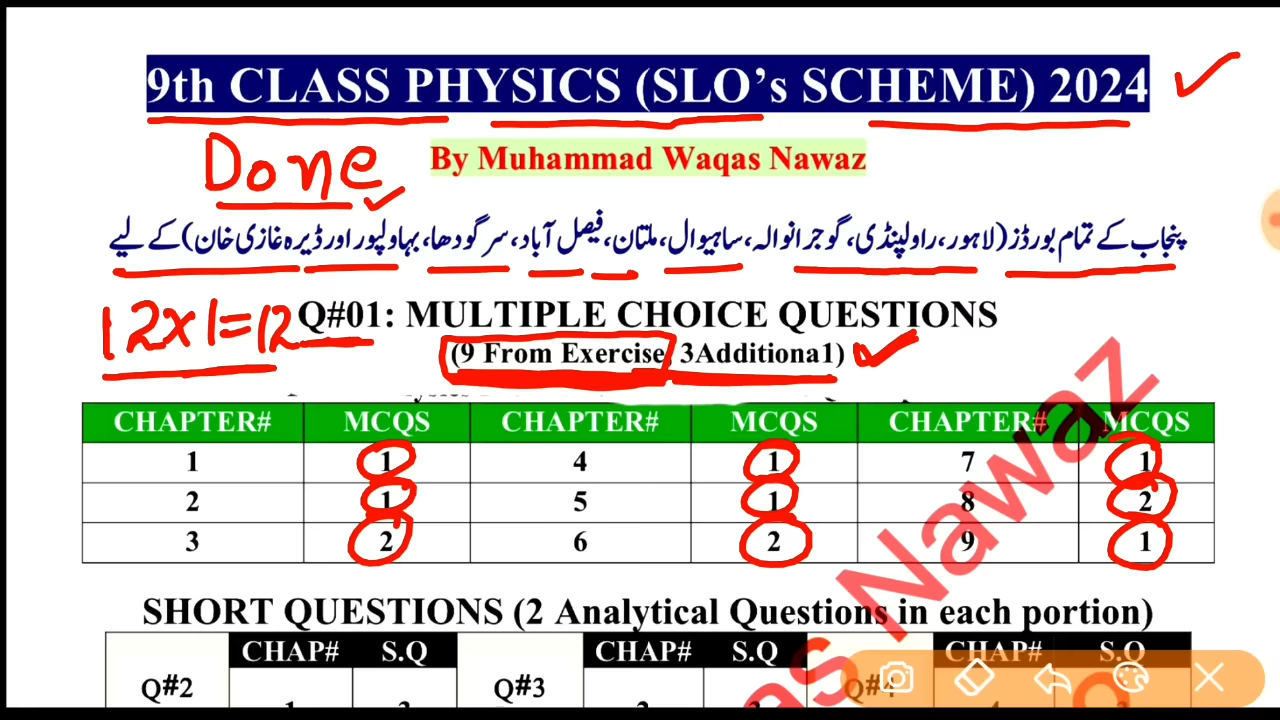 9th CLASS PHYSICS (SLO’s SCHEME) 2024
Done
By Muhammad Waqas Nawaz
پنجاب کے تمام بورڈز (لاہور، راولپنڈی، گوجرانوالہ، ساہیوال، ملتان، فیصل آباد، سرگودھا، بہاولپور اور ڈیرہ غازی خان) کے لیے
12x1=12
Q#01: MULTIPLE CHOICE QUESTIONS
(9 From Exercise, 3Additiona1)
CHAPTER# MCQS CHAPTER# MCQS CHAPTER# MCQS
1 1 4 1 7 1
2 1 5 1 8 2
3 2 6 2 9 1
SHORT QUESTIONS (2 Analytical Questions in each portion)
CHAP# S.Q CHAP# S.Q CHAP# S.Q
Q#2 Q#3 Q#4
Nawaz